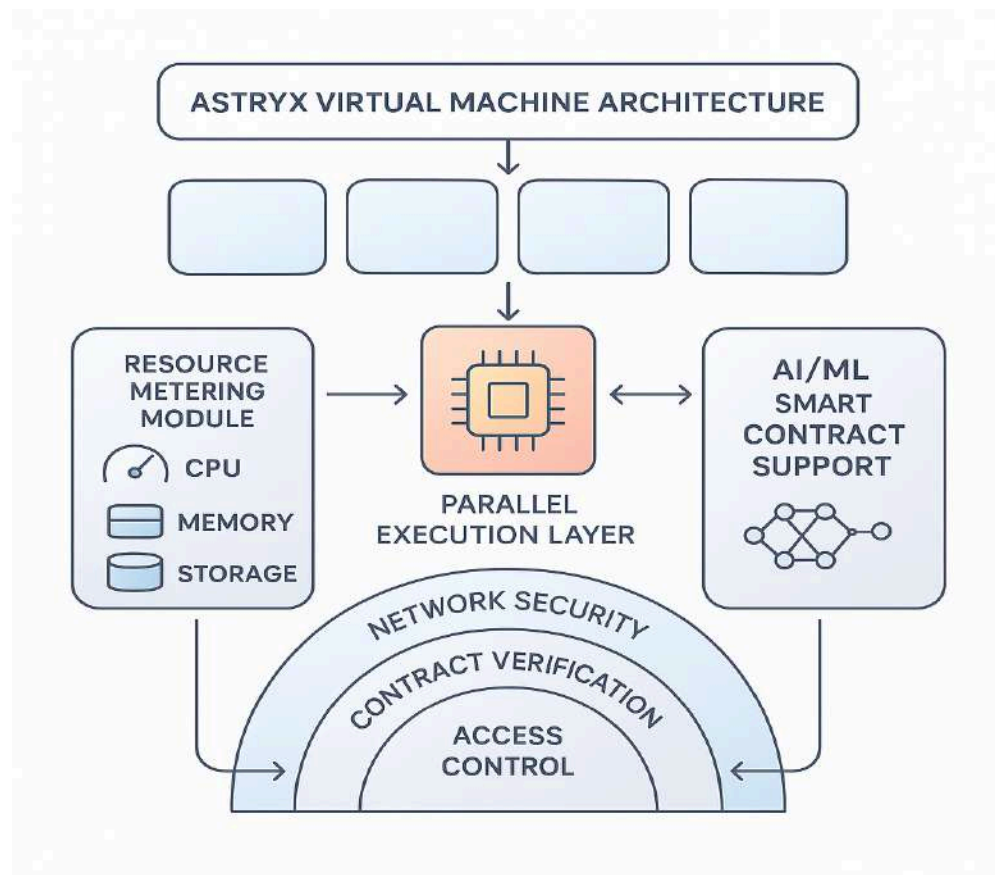 ASTRYX VIRTUAL MACHINE ARCHITECTURE
RESOURCE
METERING
MODULE
CPU
MEMORY
STORAGE
PARALLEL
EXECUTION LAYER
AI/ML
SMART
CONTRACT
SUPPORT
NETWORK SECURITY
CONTRACT VERIFICATION
ACCESS
CONTROL